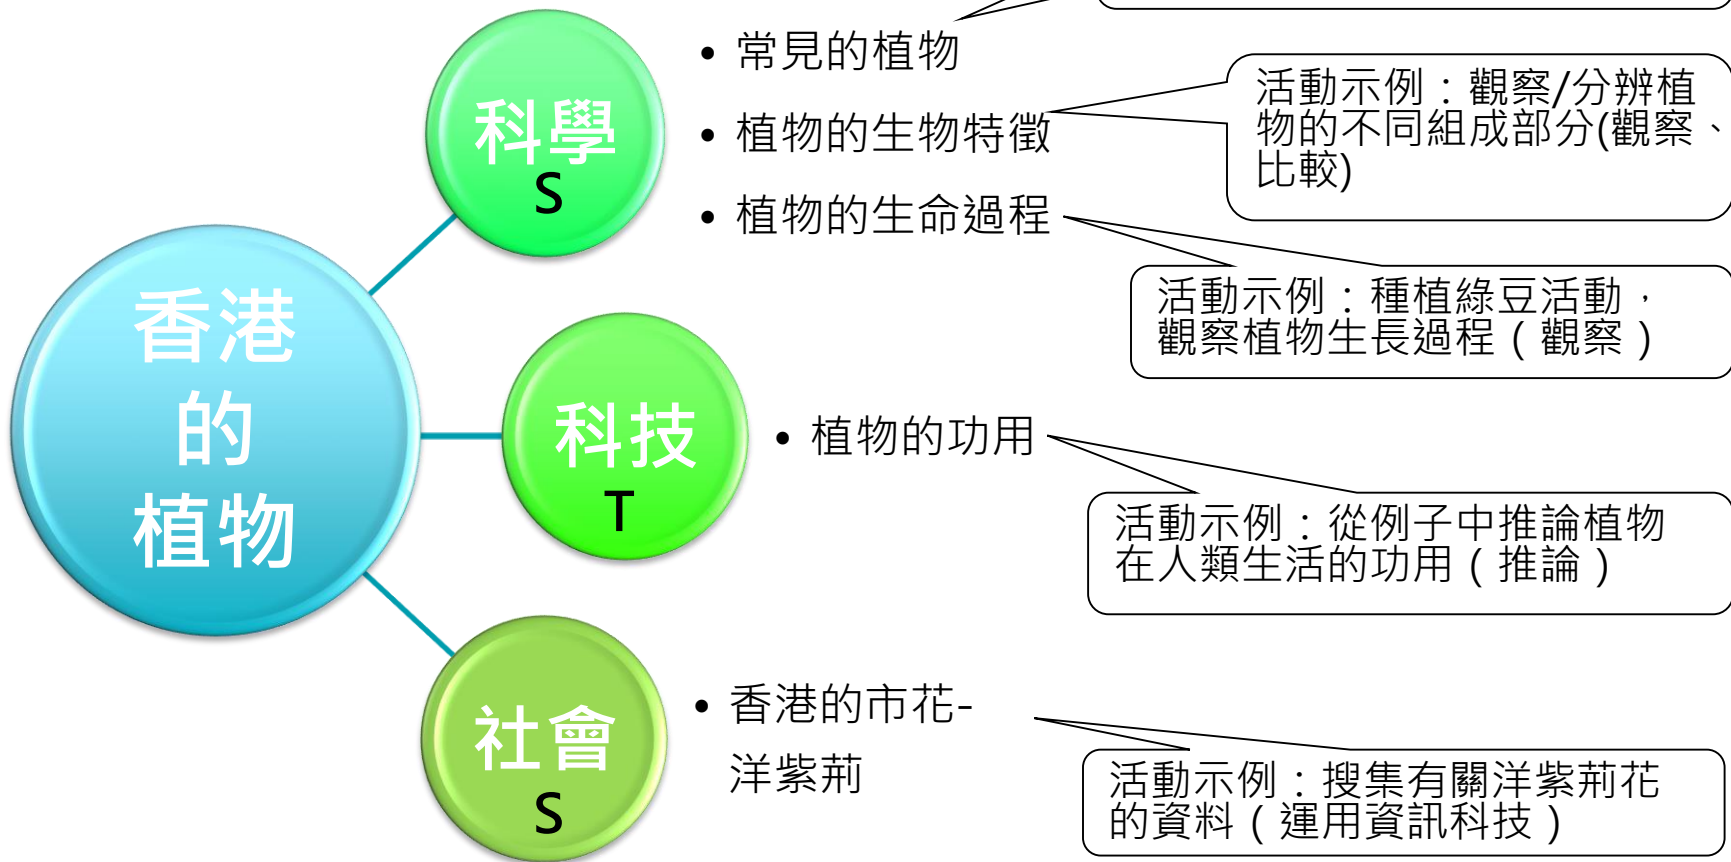 香港
的
植物
科學
S
• 常見的植物
• 植物的生物特徵
• 植物的生命過程
活動示例：觀察/分辨植
物的不同組成部分(觀察、
比較)
活動示例：種植綠豆活動，
觀察植物生長過程（觀察）
科技
T
• 植物的功用
活動示例：從例子中推論植物
在人類生活的功用（推論）
社會
S
• 香港的市花-
洋紫荊
活動示例：搜集有關洋紫荊花
的資料（運用資訊科技）